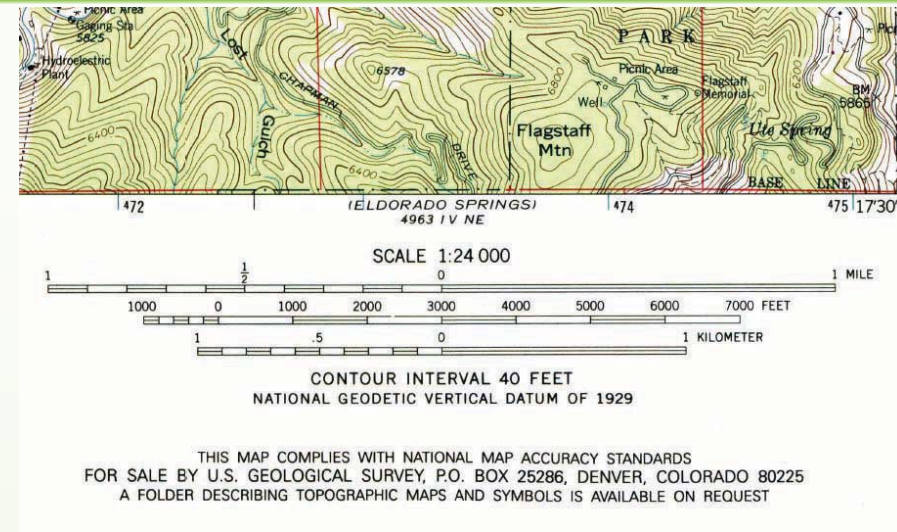 Picnic Area
Gaging Sta
5825
Hydroelectric
Plant
Lost
Gulch
CHAPMAN
DRIVE
6578
6400
6400
PARK
Picnic Area
6800
Well
Flagstaff
Memorial
Flagstaff
Mtn
6200
BM
5865
Ute Spring
BASE LINE
472
(ELDORADO SPRINGS)
4963 IV NE
474
475
17'30"
SCALE 1:24 000
1 1/2 0 1 MILE
1000 0 1000 2000 3000 4000 5000 6000 7000 FEET
1 .5 0 1 KILOMETER
CONTOUR INTERVAL 40 FEET
NATIONAL GEODETIC VERTICAL DATUM OF 1929
THIS MAP COMPLIES WITH NATIONAL MAP ACCURACY STANDARDS
FOR SALE BY U.S. GEOLOGICAL SURVEY, P.O. BOX 25286, DENVER, COLORADO 80225
A FOLDER DESCRIBING TOPOGRAPHIC MAPS AND SYMBOLS IS AVAILABLE ON REQUEST